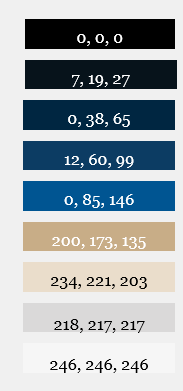 0, 0, 0
7, 19, 27
0, 38, 65
12, 60, 99
0, 85, 146
200, 173, 135
234, 221, 203
218, 217, 217
246, 246, 246